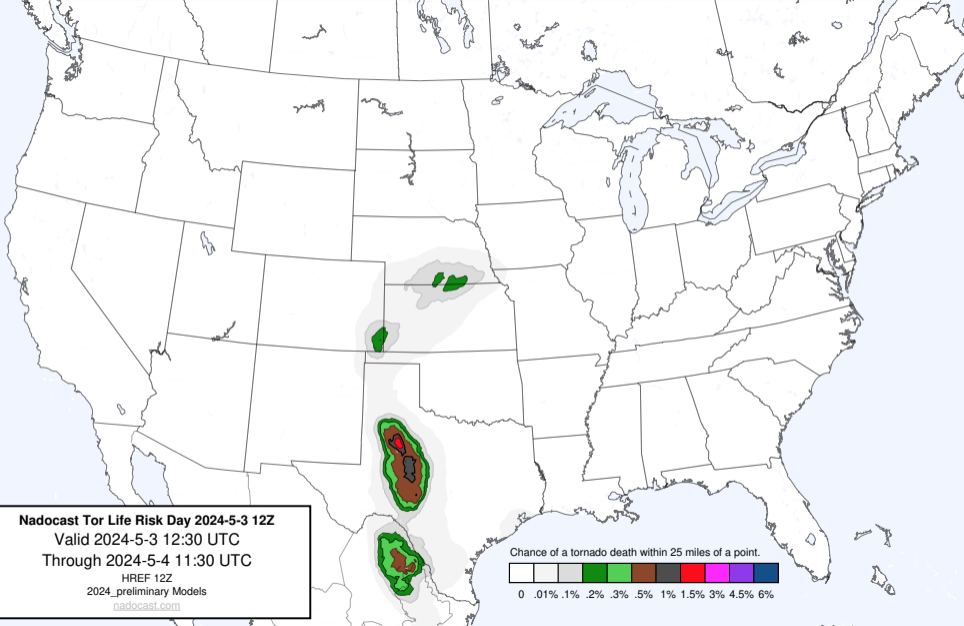 Nadocast Tor Life Risk Day 2024-5-3 12Z
Valid 2024-5-3 12:30 UTC
Through 2024-5-4 11:30 UTC
HREF 12Z
2024_preliminary Models
nadocast.com
Chance of a tornado death within 25 miles of a point.
0 .01% .1% .2% .3% .5% 1% 1.5% 3% 4.5% 6%